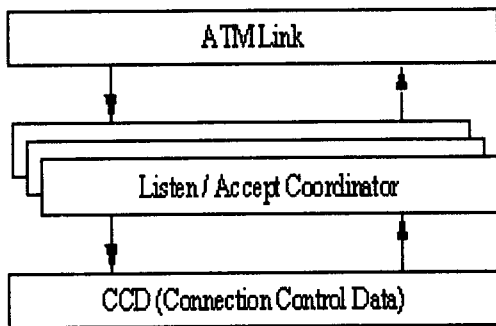 ATM Link
Listen / Accept Coordinator
CCD (Connection Control Data)